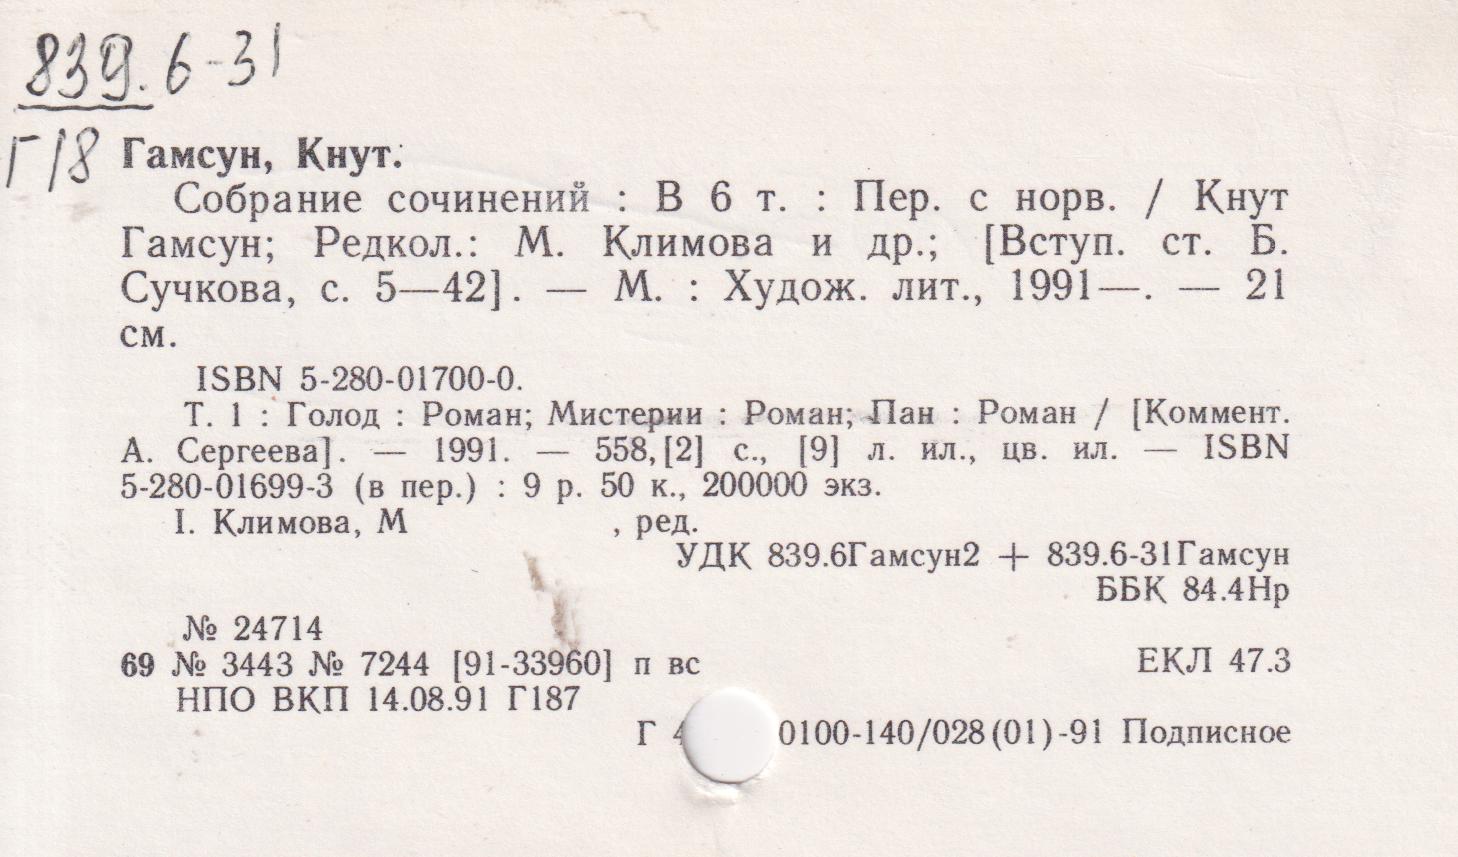 839.6-31
Г18
Гамсун, Кнут.
Собрание сочинений : В 6 т. : Пер. с норв. / Кнут
Гамсун; Редкол.: М. Климова и др.; [Вступ. ст. Б.
Сучкова, с. 5—42]. — М. : Худож. лит., 1991—. — 21
см.
ISBN 5-280-01700-0.
Т. 1 : Голод : Роман; Мистерии : Роман; Пан : Роман / [Коммент.
А. Сергеева]. — 1991. — 558,[2] с., [9] л. ил., цв. ил. — ISBN
5-280-01699-3 (в пер.) : 9 р. 50 к., 200000 экз.
I. Климова, М , ред.
УДК 839.6Гамсун2 + 839.6-31Гамсун
ББК 84.4Нр
№ 24714
69 № 3443 № 7244 [91-33960] п вс
ЕКЛ 47.3
НПО ВКП 14.08.91 Г187
Г 0100-140/028(01)-91 Подписное